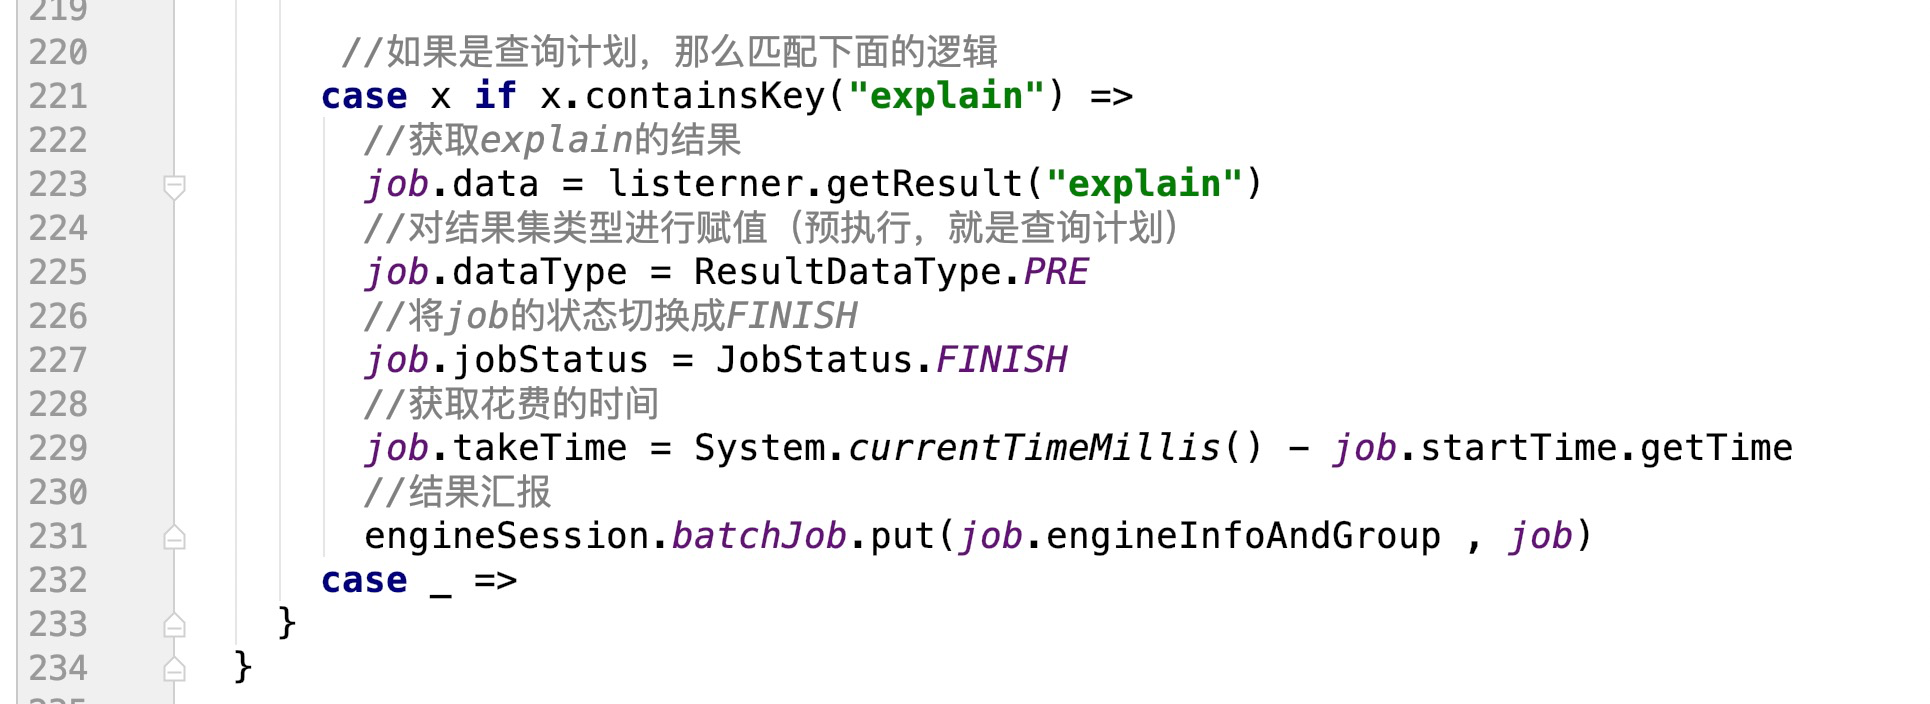 219
220 //如果是查询计划，那么匹配下面的逻辑
221 case x if x.containsKey("explain") =>
222 //获取explain的结果
223 job.data = listerner.getResult("explain")
224 //对结果集类型进行赋值（预执行，就是查询计划）
225 job.dataType = ResultDataType.PRE
226 //将job的状态切换成FINISH
227 job.jobStatus = JobStatus.FINISH
228 //获取花费的时间
229 job.takeTime = System.currentTimeMillis() - job.startTime.getTime
230 //结果汇报
231 engineSession.batchJob.put(job.engineInfoAndGroup , job)
232 case _ =>
233 }
234 }